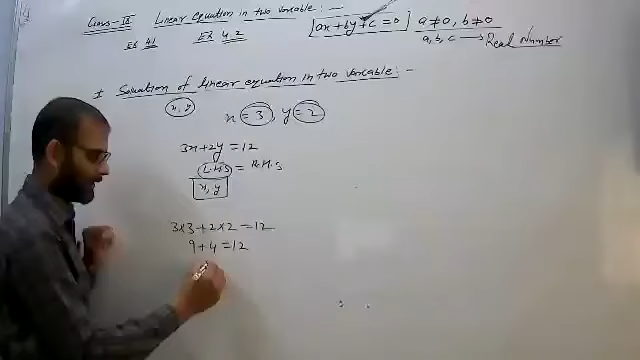 Class-IX Linear equation in two variable:-
Ex 4.1 Ex 4.2
[ax+by+c=0] a≠0, b≠0
a, b, c → Real Number
I Soluation of linear equation in two variable:-
x, y
x = 3, y = 2
3x+2y = 12
L.H.S = R.H.S
x, y
3×3+2×2 = 12
9+4 = 12